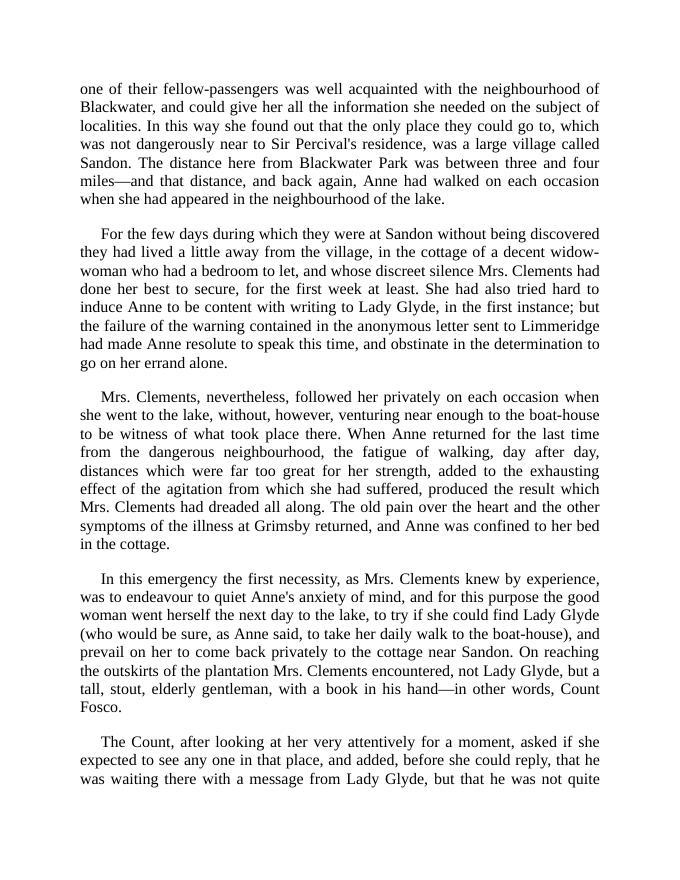 one of their fellow-passengers was well acquainted with the neighbourhood of
Blackwater, and could give her all the information she needed on the subject of
localities. In this way she found out that the only place they could go to, which
was not dangerously near to Sir Percival's residence, was a large village called
Sandon. The distance here from Blackwater Park was between three and four
miles—and that distance, and back again, Anne had walked on each occasion
when she had appeared in the neighbourhood of the lake.
For the few days during which they were at Sandon without being discovered
they had lived a little away from the village, in the cottage of a decent widow-
woman who had a bedroom to let, and whose discreet silence Mrs. Clements had
done her best to secure, for the first week at least. She had also tried hard to
induce Anne to be content with writing to Lady Glyde, in the first instance; but
the failure of the warning contained in the anonymous letter sent to Limmeridge
had made Anne resolute to speak this time, and obstinate in the determination to
go on her errand alone.
Mrs. Clements, nevertheless, followed her privately on each occasion when
she went to the lake, without, however, venturing near enough to the boat-house
to be witness of what took place there. When Anne returned for the last time
from the dangerous neighbourhood, the fatigue of walking, day after day,
distances which were far too great for her strength, added to the exhausting
effect of the agitation from which she had suffered, produced the result which
Mrs. Clements had dreaded all along. The old pain over the heart and the other
symptoms of the illness at Grimsby returned, and Anne was confined to her bed
in the cottage.
In this emergency the first necessity, as Mrs. Clements knew by experience,
was to endeavour to quiet Anne's anxiety of mind, and for this purpose the good
woman went herself the next day to the lake, to try if she could find Lady Glyde
(who would be sure, as Anne said, to take her daily walk to the boat-house), and
prevail on her to come back privately to the cottage near Sandon. On reaching
the outskirts of the plantation Mrs. Clements encountered, not Lady Glyde, but a
tall, stout, elderly gentleman, with a book in his hand—in other words, Count
Fosco.
The Count, after looking at her very attentively for a moment, asked if she
expected to see any one in that place, and added, before she could reply, that he
was waiting there with a message from Lady Glyde, but that he was not quite